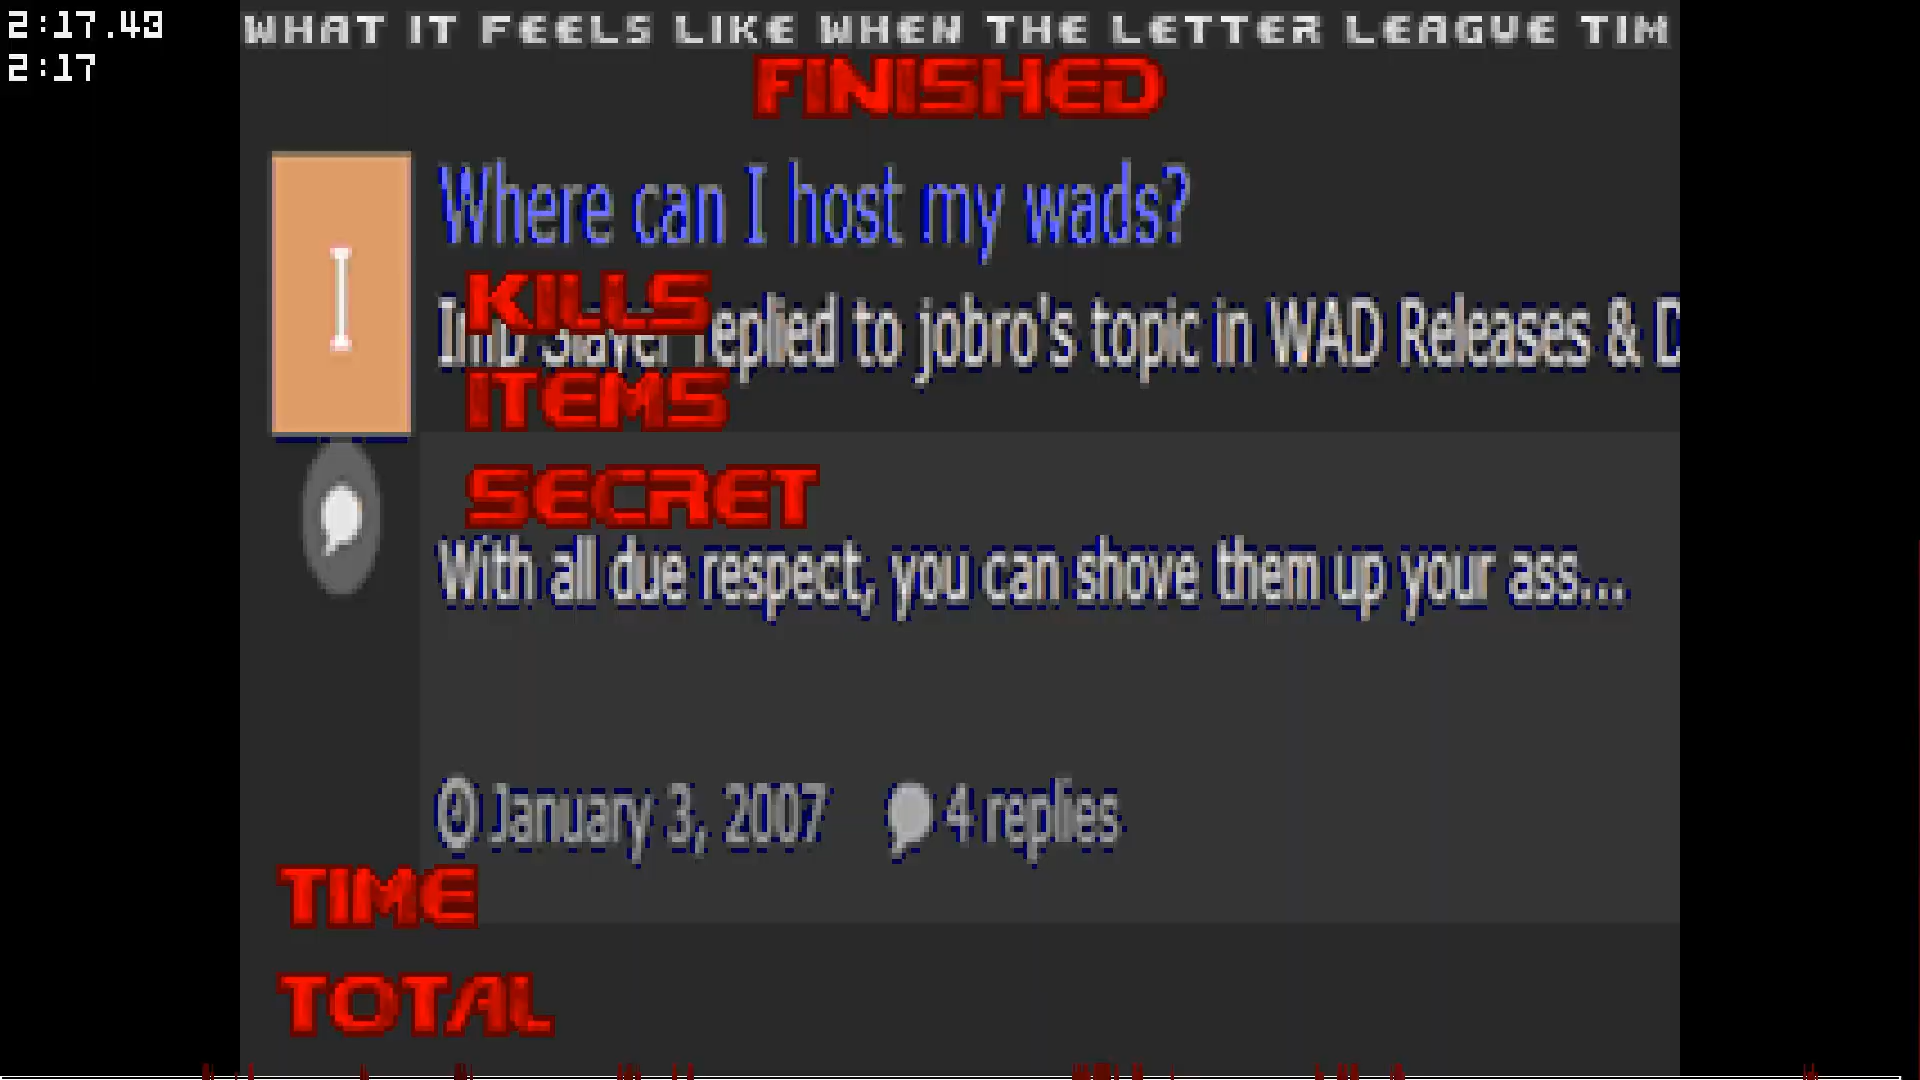 2:17.43
2:17
WHAT IT FEELS LIKE WHEN THE LETTER LEAGUE TIM
FINISHED
I
Where can I host my wads?
KILLS
Imp Slayer replied to jobro's topic in WAD Releases & D
ITEMS
SECRET
With all due respect, you can shove them up your ass...
January 3, 2007 4 replies
TIME
TOTAL